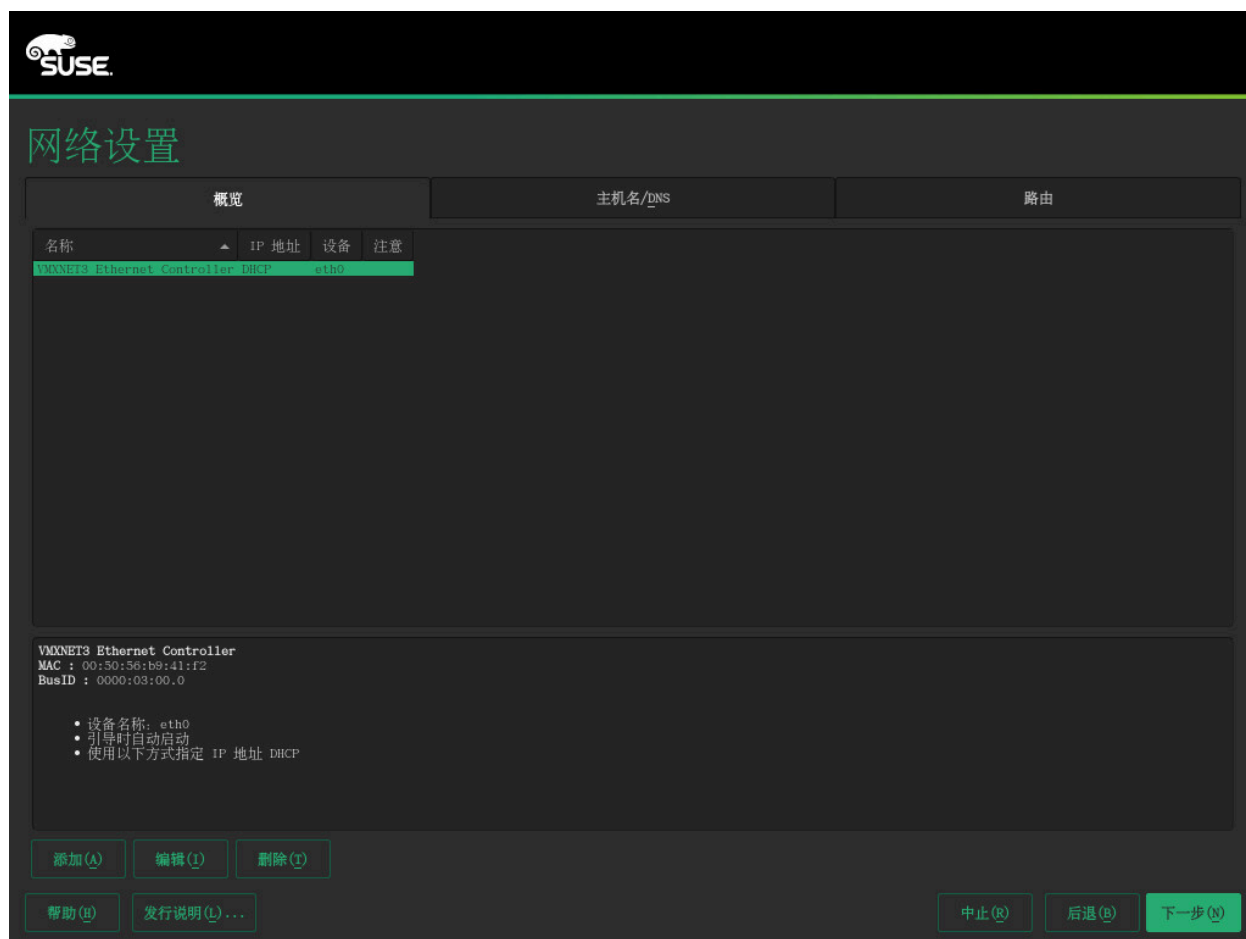 SUSE.
网络设置
概览 主机名/DNS 路由
名称 IP 地址 设备 注意
VMXNET3 Ethernet Controller DHCP eth0
VMXNET3 Ethernet Controller
MAC : 00:50:56:b9:41:f2
BusID : 0000:03:00.0
• 设备名称: eth0
• 引导时自动启动
• 使用以下方式指定 IP 地址 DHCP
添加(A) 编辑(I) 删除(T)
帮助(H) 发行说明(L)... 中止(R) 后退(B) 下一步(N)